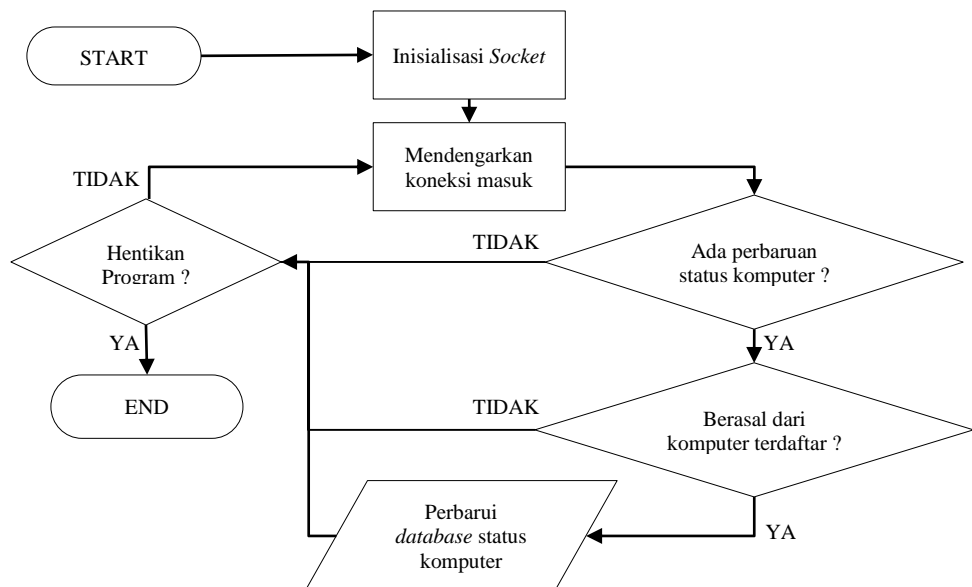 START
Inisialisasi Socket
Mendengarkan
koneksi masuk
TIDAK
Hentikan
Program ?
TIDAK
Ada perbaruan
status komputer ?
YA
YA
END
TIDAK
Berasal dari
komputer terdaftar ?
YA
Perbarui
database status
komputer